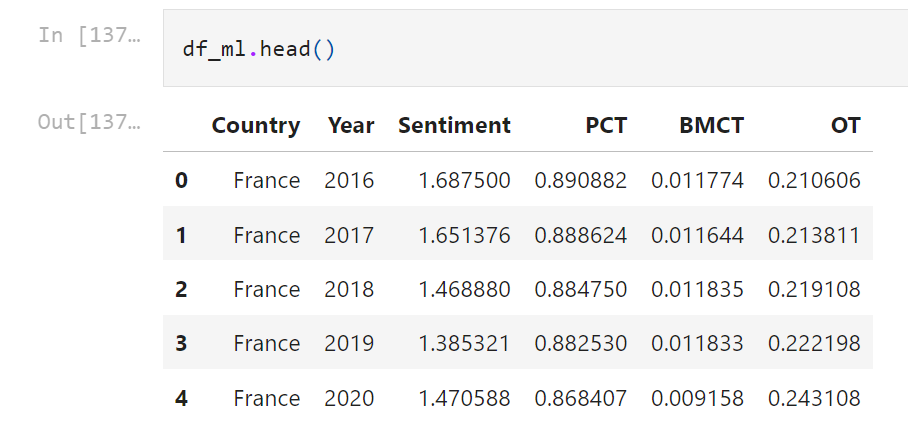 In [137…
df_ml.head()
Out[137…
Country Year Sentiment PCT BMCT OT
0 France 2016 1.687500 0.890882 0.011774 0.210606
1 France 2017 1.651376 0.888624 0.011644 0.213811
2 France 2018 1.468880 0.884750 0.011835 0.219108
3 France 2019 1.385321 0.882530 0.011833 0.222198
4 France 2020 1.470588 0.868407 0.009158 0.243108